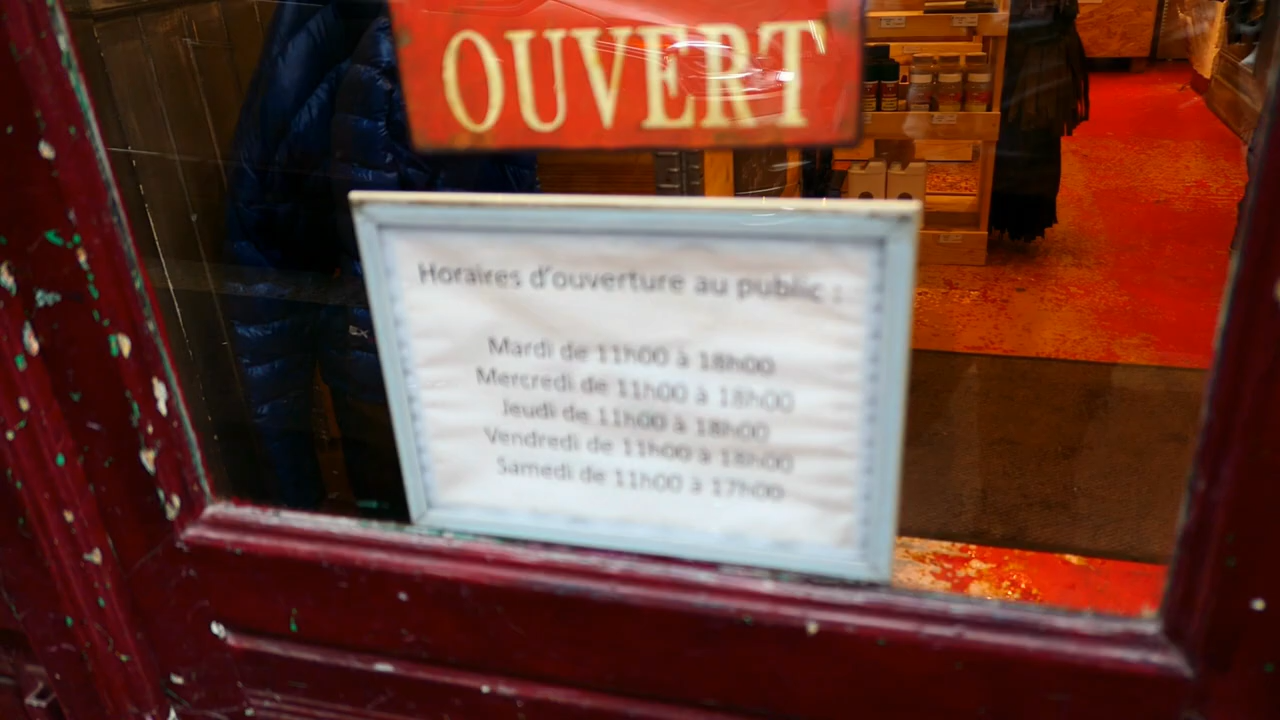 OUVERT
Horaires d'ouverture au public :
Mardi de 11h00 à 18h00
Mercredi de 11h00 à 18h00
Jeudi de 11h00 à 18h00
Vendredi de 11h00 à 18h00
Samedi de 11h00 à 17h00